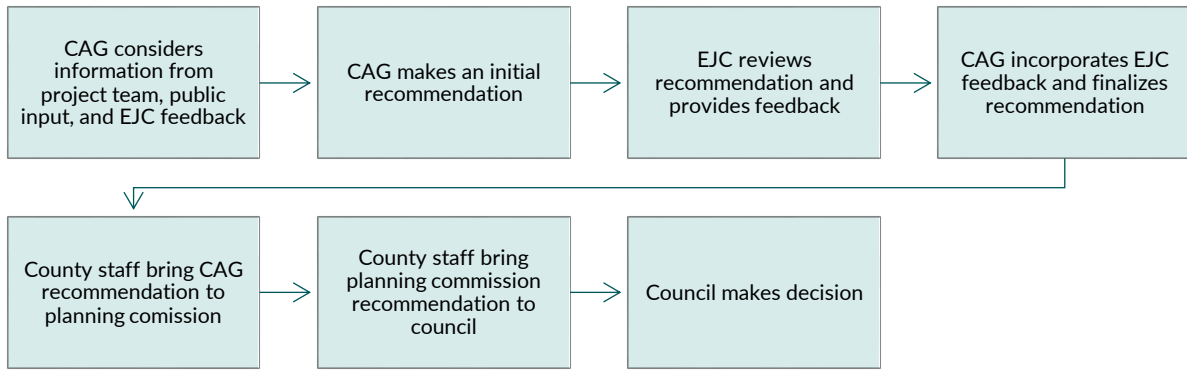 CAG considers
information from
project team, public
input, and EJC feedback
CAG makes an initial
recommendation
EJC reviews
recommendation and
provides feedback
CAG incorporates EJC
feedback and finalizes
recommendation
County staff bring CAG
recommendation to
planning comission
County staff bring
planning commission
recommendation to
council
Council makes decision